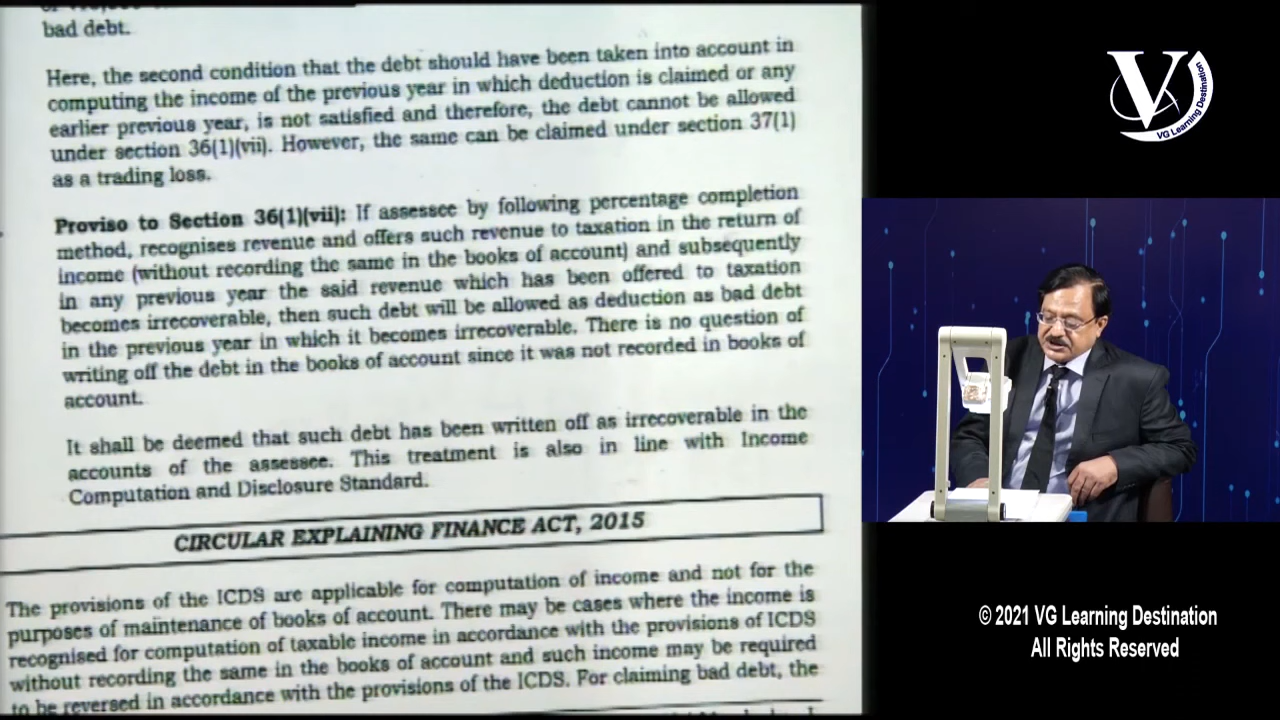 bad debt.
Here, the second condition that the debt should have been taken into account in
computing the income of the previous year in which deduction is claimed or any
earlier previous year, is not satisfied and therefore, the debt cannot be allowed
under section 36(1)(vii). However, the same can be claimed under section 37(1)
as a trading loss.
Proviso to Section 36(1)(vii): If assessee by following percentage completion
method, recognises revenue and offers such revenue to taxation in the return of
income (without recording the same in the books of account) and subsequently
in any previous year the said revenue which has been offered to taxation
becomes irrecoverable, then such debt will be allowed as deduction as bad debt
in the previous year in which it becomes irrecoverable. There is no question of
writing off the debt in the books of account since it was not recorded in books of
account.
It shall be deemed that such debt has been written off as irrecoverable in the
accounts of the assessee. This treatment is also in line with Income
Computation and Disclosure Standard.
CIRCULAR EXPLAINING FINANCE ACT, 2015
The provisions of the ICDS are applicable for computation of income and not for the
purposes of maintenance of books of account. There may be cases where the income is
recognised for computation of taxable income in accordance with the provisions of ICDS
without recording the same in the books of account and such income may be required
to be reversed in accordance with the provisions of the ICDS. For claiming bad debt, the
V
VG Learning Destination
© 2021 VG Learning Destination
All Rights Reserved